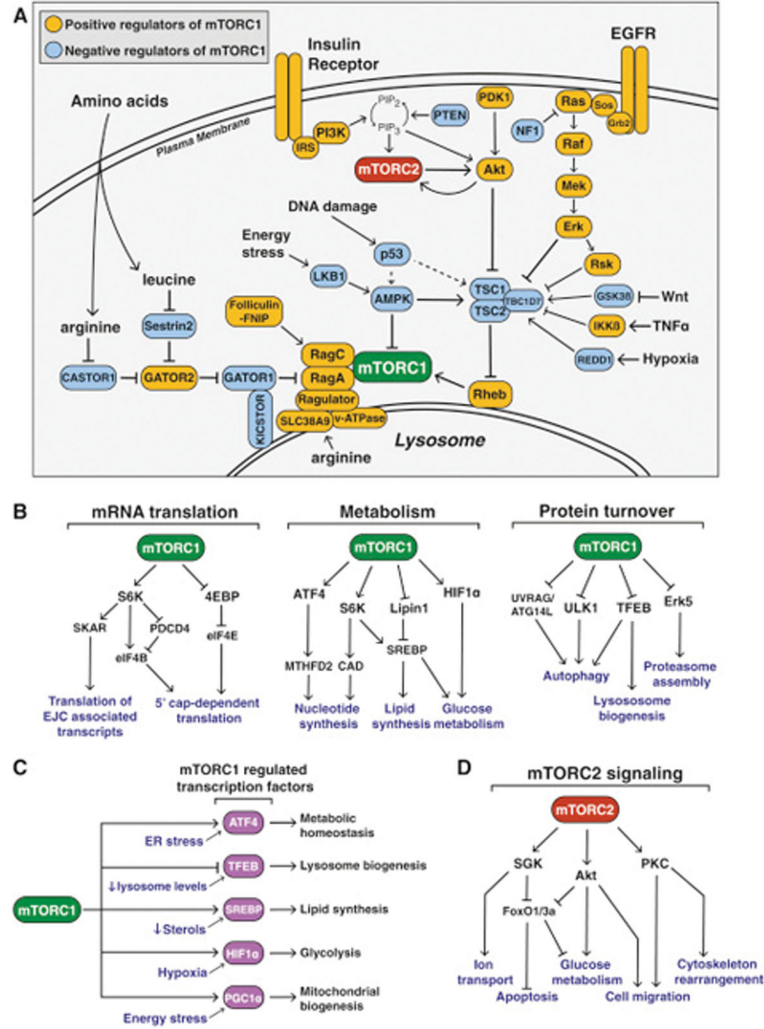 A
Positive regulators of mTORC1
Negative regulators of mTORC1
Insulin
Receptor
EGFR
Amino acids
Plasma Membrane
PIP2
PIP3
PTEN
PDK1
Ras
Sos
Grb2
NF1
PI3K
IRS
Raf
mTORC2
Akt
Mek
DNA damage
Erk
Energy
stress
p53
Rsk
LKB1
leucine
AMPK
TSC1
TBC1D7
TSC2
GSK3ß
Wnt
Folliculin
-FNIP
arginine
Sestrin2
IKKß
TNFα
RagC
mTORC1
REDD1
Hypoxia
CASTOR1
GATOR2
GATOR1
RagA
Rheb
Ragulator
KICSTOR
SLC38A9
v-ATPase
Lysosome
arginine
B
mRNA translation
mTORC1
S6K
4EBP
SKAR
PDCD4
eIF4E
eIF4B
Translation of
EJC associated
transcripts
5' cap-dependent
translation
Metabolism
mTORC1
ATF4
S6K
Lipin1
HIF1α
SREBP
MTHFD2
CAD
Nucleotide
synthesis
Lipid
synthesis
Glucose
metabolism
Protein turnover
mTORC1
UVRAG/
ATG14L
ULK1
TFEB
Erk5
Autophagy
Proteasome
assembly
Lysososome
biogenesis
C
mTORC1 regulated
transcription factors
mTORC1
ATF4
Metabolic
homeostasis
ER stress
TFEB
Lysosome biogenesis
↓lysosome levels
SREBP
Lipid synthesis
↓Sterols
HIF1α
Glycolysis
Hypoxia
PGC1α
Mitochondrial
biogenesis
Energy stress
D
mTORC2 signaling
mTORC2
SGK
Akt
PKC
FoxO1/3a
Ion
transport
Apoptosis
Glucose
metabolism
Cell migration
Cytoskeleton
rearrangement